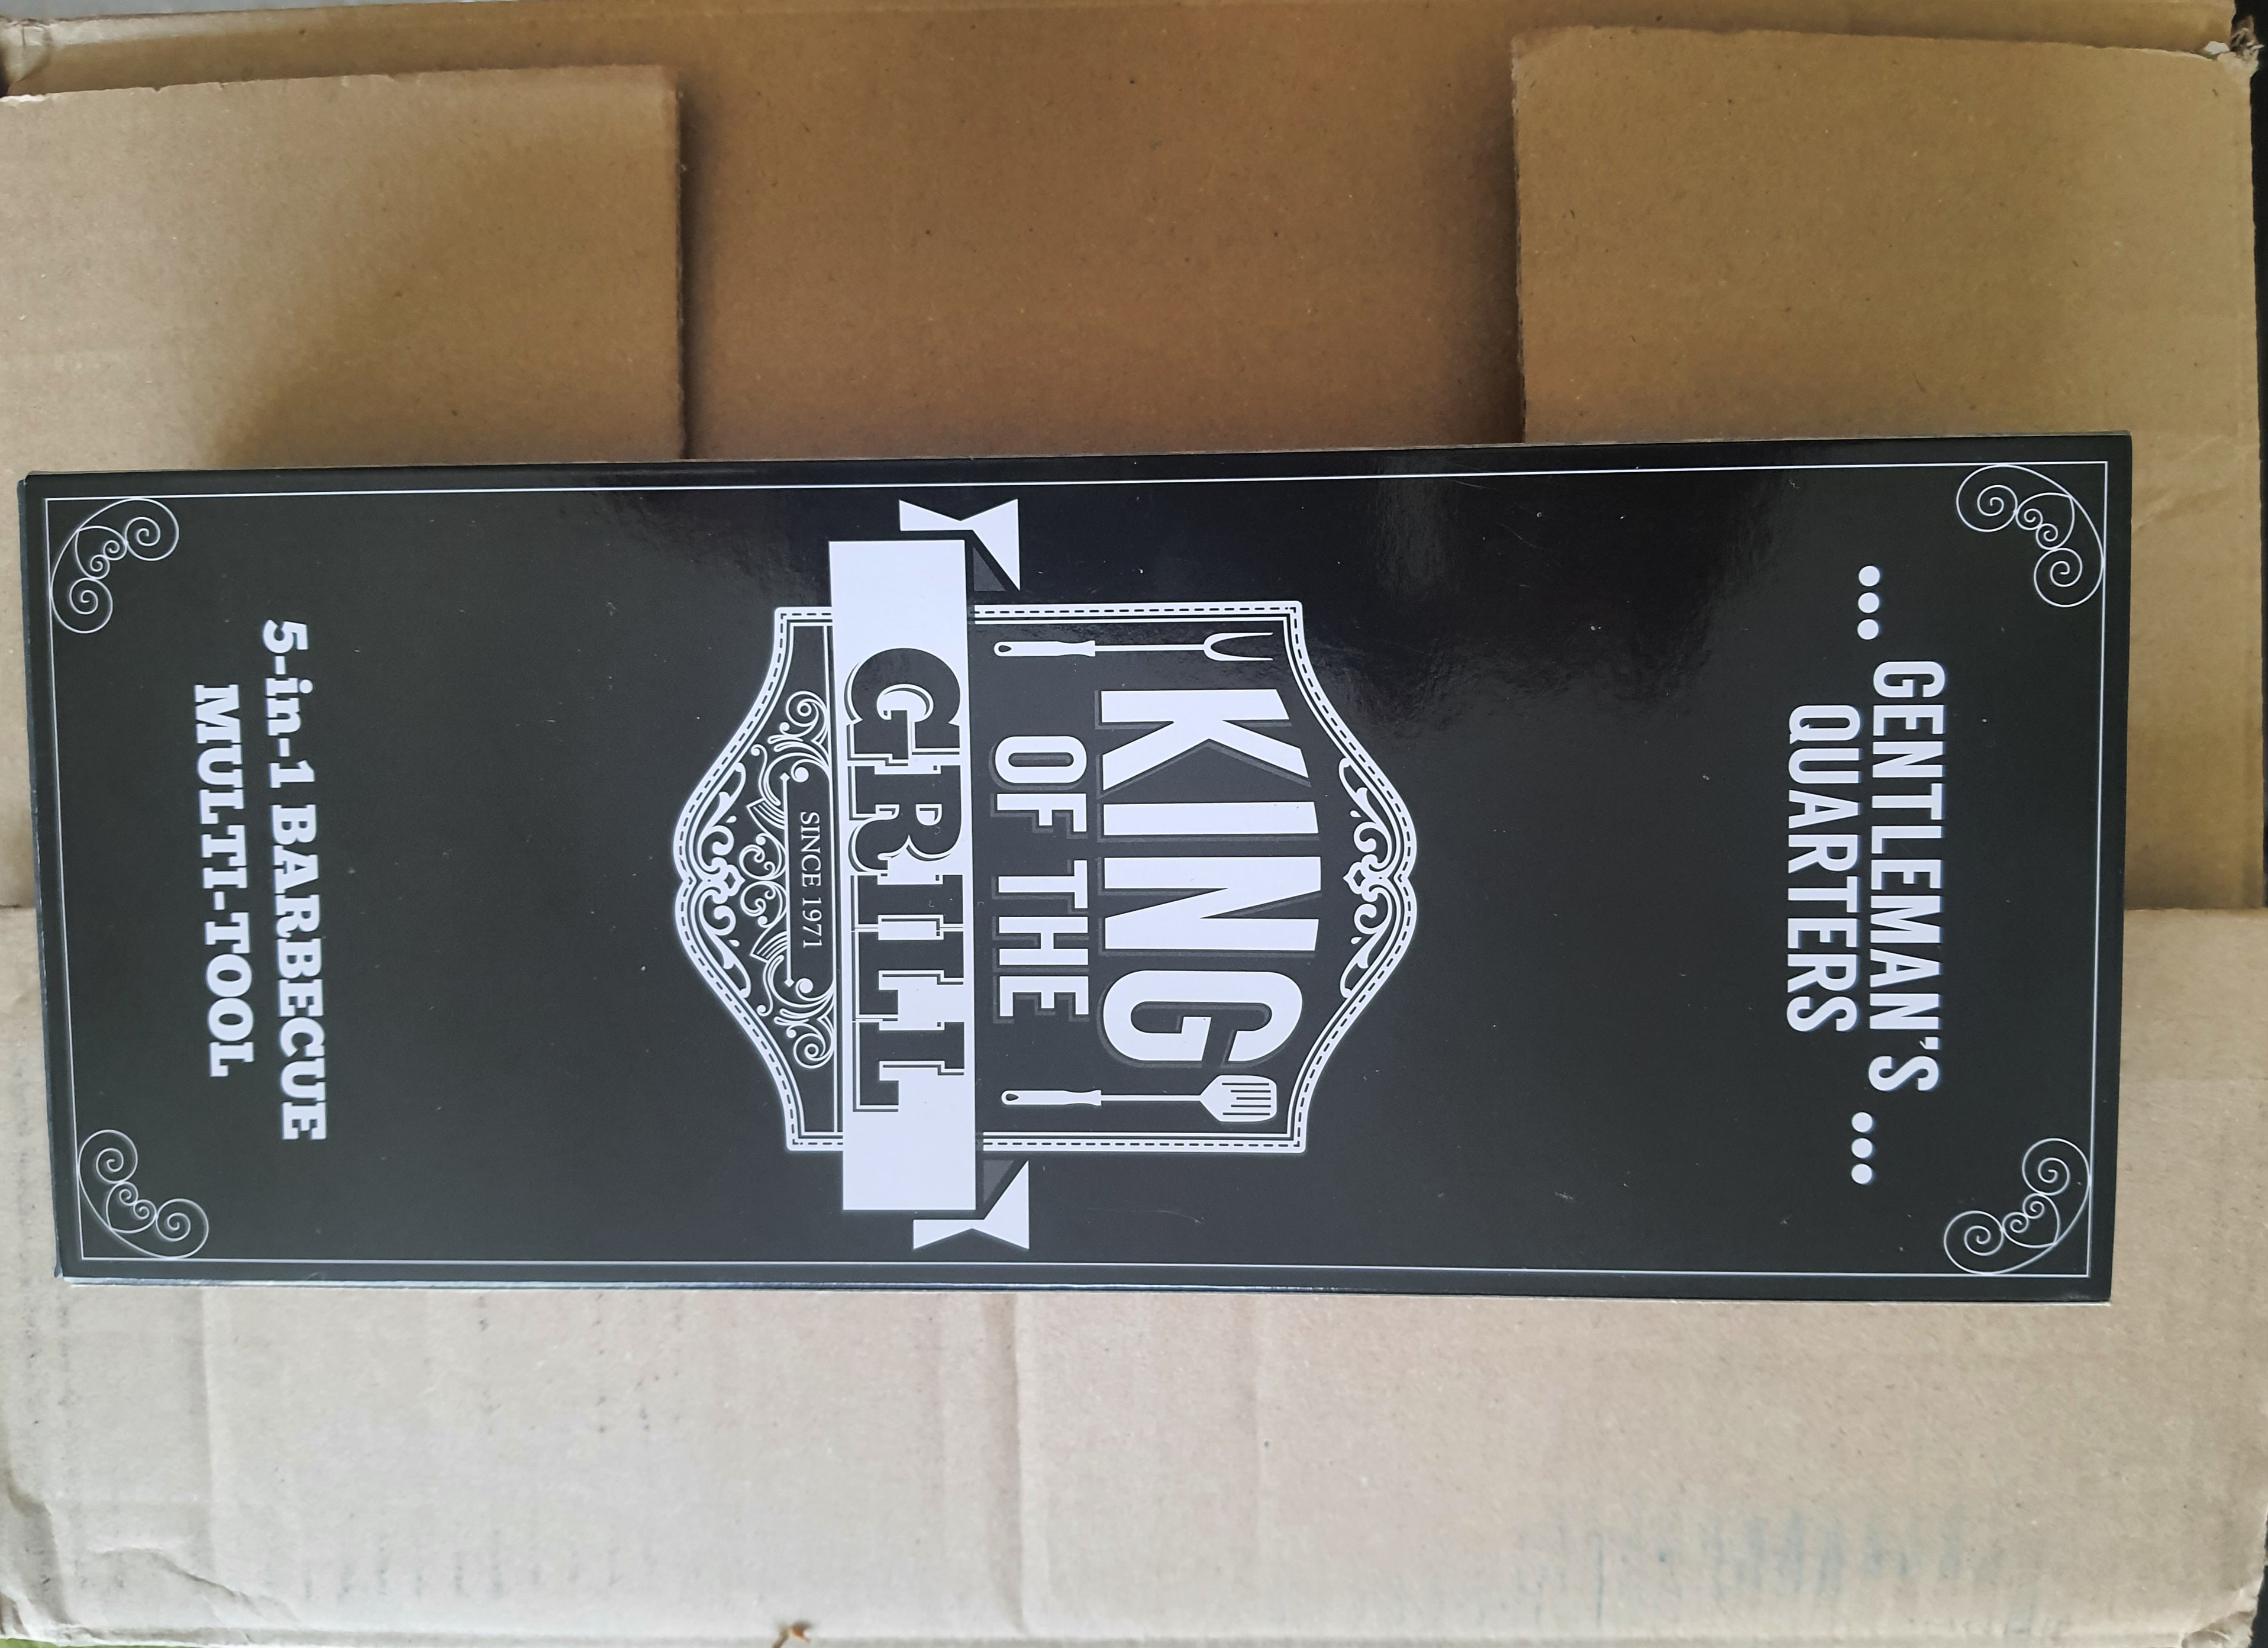 ... GENTLEMAN'S ...
QUARTERS
KING
OF THE
GRILL
SINCE 1971
5-in-1 BARBECUE
MULTI-TOOL